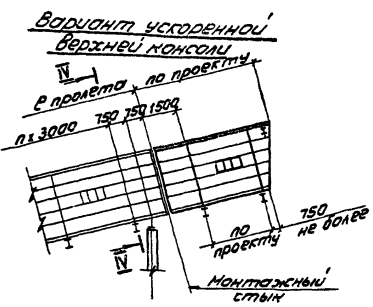 Вариант ускоренной
верхней консоли
IV
по проекту
ℓ пролета
n x 3000
750
750
1500
по
проекту
750
не более
IV
Монтажный
стык